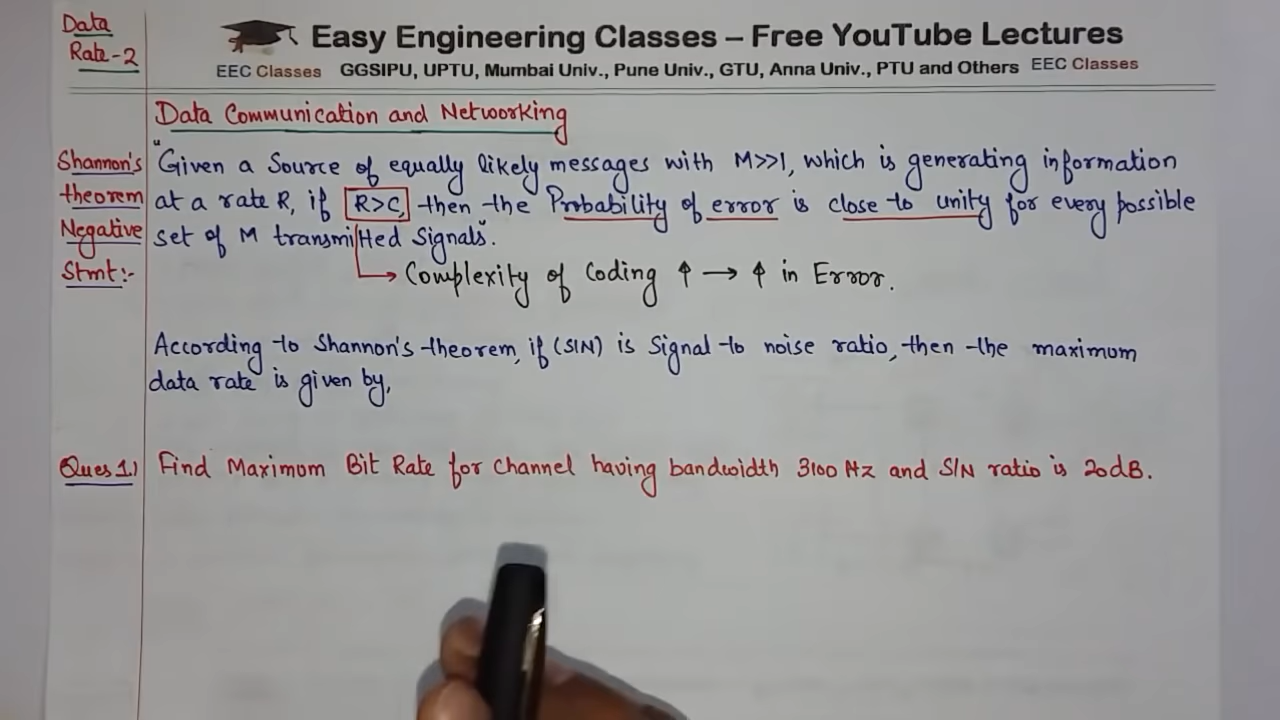 Data
Rate-2
Easy Engineering Classes – Free YouTube Lectures
EEC Classes GGSIPU, UPTU, Mumbai Univ., Pune Univ., GTU, Anna Univ., PTU and Others EEC Classes
Data Communication and Networking
Shannon's
theorem
Negative
Stmt:-
"Given a Source of equally likely messages with M>>1, which is generating information
at a rate R, if R>C, then the Probability of error is close to unity for every possible
set of M transmitted Signals".
→ Complexity of Coding ↑ → ↑ in Error.
According to Shannon's theorem, if (S/N) is Signal to noise ratio, then the maximum
data rate is given by,
Ques 1.) Find Maximum Bit Rate for channel having bandwidth 3100 Hz and S/N ratio is 20dB.